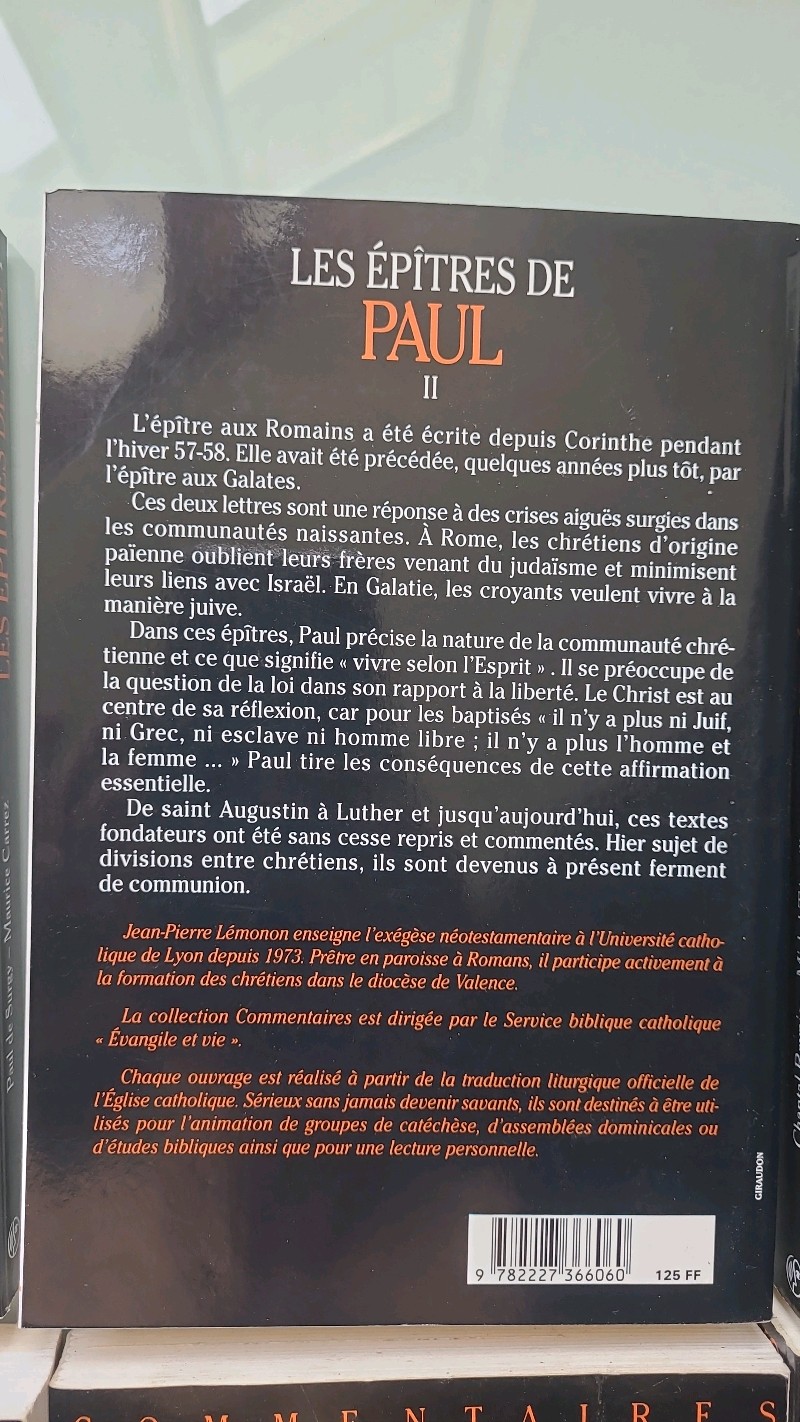 LES ÉPÎTRES DE
PAUL
II
L'épître aux Romains a été écrite depuis Corinthe pendant
l'hiver 57-58. Elle avait été précédée, quelques années plus tôt, par
l'épître aux Galates.
Ces deux lettres sont une réponse à des crises aiguës surgies dans
les communautés naissantes. À Rome, les chrétiens d'origine
païenne oublient leurs frères venant du judaïsme et minimisent
leurs liens avec Israël. En Galatie, les croyants veulent vivre à la
manière juive.
Dans ces épîtres, Paul précise la nature de la communauté chré-
tienne et ce que signifie « vivre selon l'Esprit » . Il se préoccupe de
la question de la loi dans son rapport à la liberté. Le Christ est au
centre de sa réflexion, car pour les baptisés « il n'y a plus ni Juif,
ni Grec, ni esclave ni homme libre ; il n'y a plus l'homme et
la femme ... » Paul tire les conséquences de cette affirmation
essentielle.
De saint Augustin à Luther et jusqu'aujourd'hui, ces textes
fondateurs ont été sans cesse repris et commentés. Hier sujet de
divisions entre chrétiens, ils sont devenus à présent ferment
de communion.
Jean-Pierre Lémonon enseigne l'exégèse néotestamentaire à l'Université catho-
lique de Lyon depuis 1973. Prêtre en paroisse à Romans, il participe activement à
la formation des chrétiens dans le diocèse de Valence.
La collection Commentaires est dirigée par le Service biblique catholique
« Évangile et vie ».
Chaque ouvrage est réalisé à partir de la traduction liturgique officielle de
l'Église catholique. Sérieux sans jamais devenir savants, ils sont destinés à être uti-
lisés pour l'animation de groupes de catéchèse, d'assemblées dominicales ou
d'études bibliques ainsi que pour une lecture personnelle.
GIRAUDON
9 782227 366060
125 FF
Paul de Surgy – Maurice Carrez
COMMENTAIRES